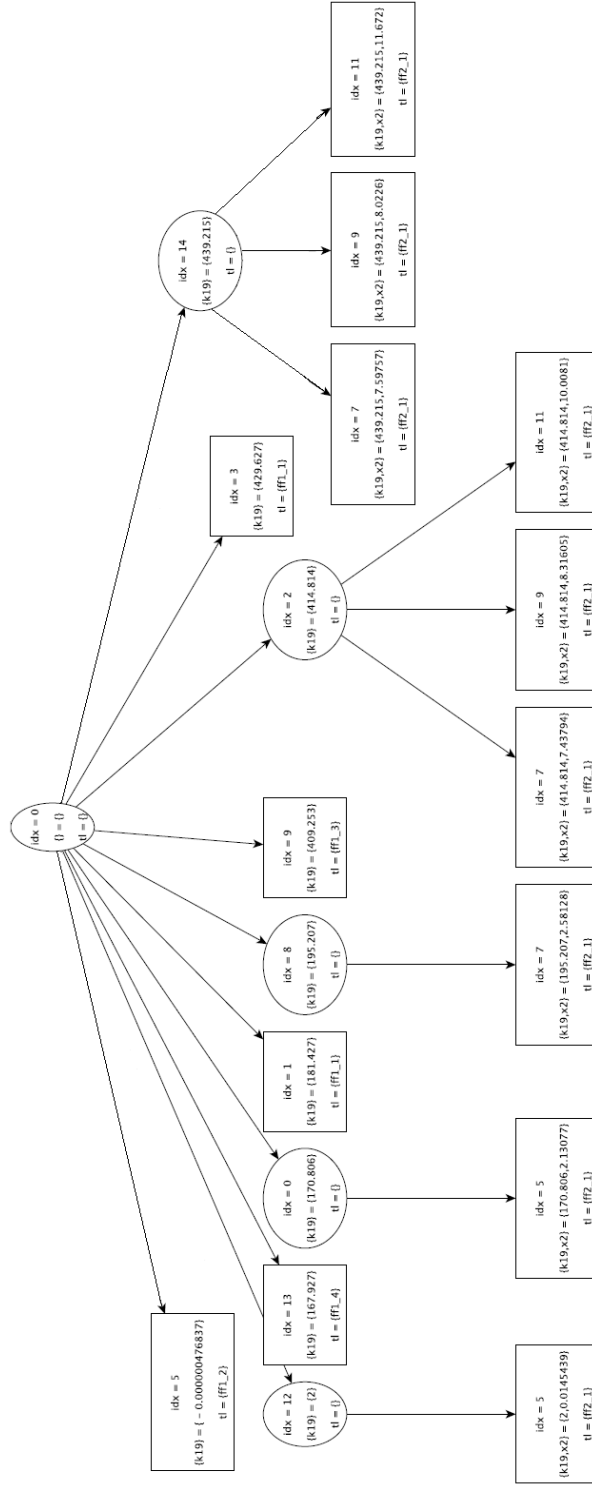 idx = 0
{} = {}
tl = {}
idx = 5
{k19} = { − 0.000000476837}
tl = {ff1_2}
idx = 12
{k19} = {2}
tl = {}
idx = 13
{k19} = {167.927}
tl = {ff1_4}
idx = 0
{k19} = {170.806}
tl = {}
idx = 1
{k19} = {181.427}
tl = {ff1_1}
idx = 8
{k19} = {195.207}
tl = {}
idx = 9
{k19} = {409.253}
tl = {ff1_3}
idx = 2
{k19} = {414.814}
tl = {}
idx = 3
{k19} = {429.627}
tl = {ff1_1}
idx = 14
{k19} = {439.215}
tl = {}
idx = 5
{k19,x2} = {2,0.0145439}
tl = {ff2_1}
idx = 5
{k19,x2} = {170.806,2.13077}
tl = {ff2_1}
idx = 7
{k19,x2} = {195.207,2.58128}
tl = {ff2_1}
idx = 7
{k19,x2} = {414.814,7.43794}
tl = {ff2_1}
idx = 9
{k19,x2} = {414.814,8.31605}
tl = {ff2_1}
idx = 11
{k19,x2} = {414.814,10.0081}
tl = {ff2_1}
idx = 7
{k19,x2} = {439.215,7.59757}
tl = {ff2_1}
idx = 9
{k19,x2} = {439.215,8.0226}
tl = {ff2_1}
idx = 11
{k19,x2} = {439.215,11.672}
tl = {ff2_1}